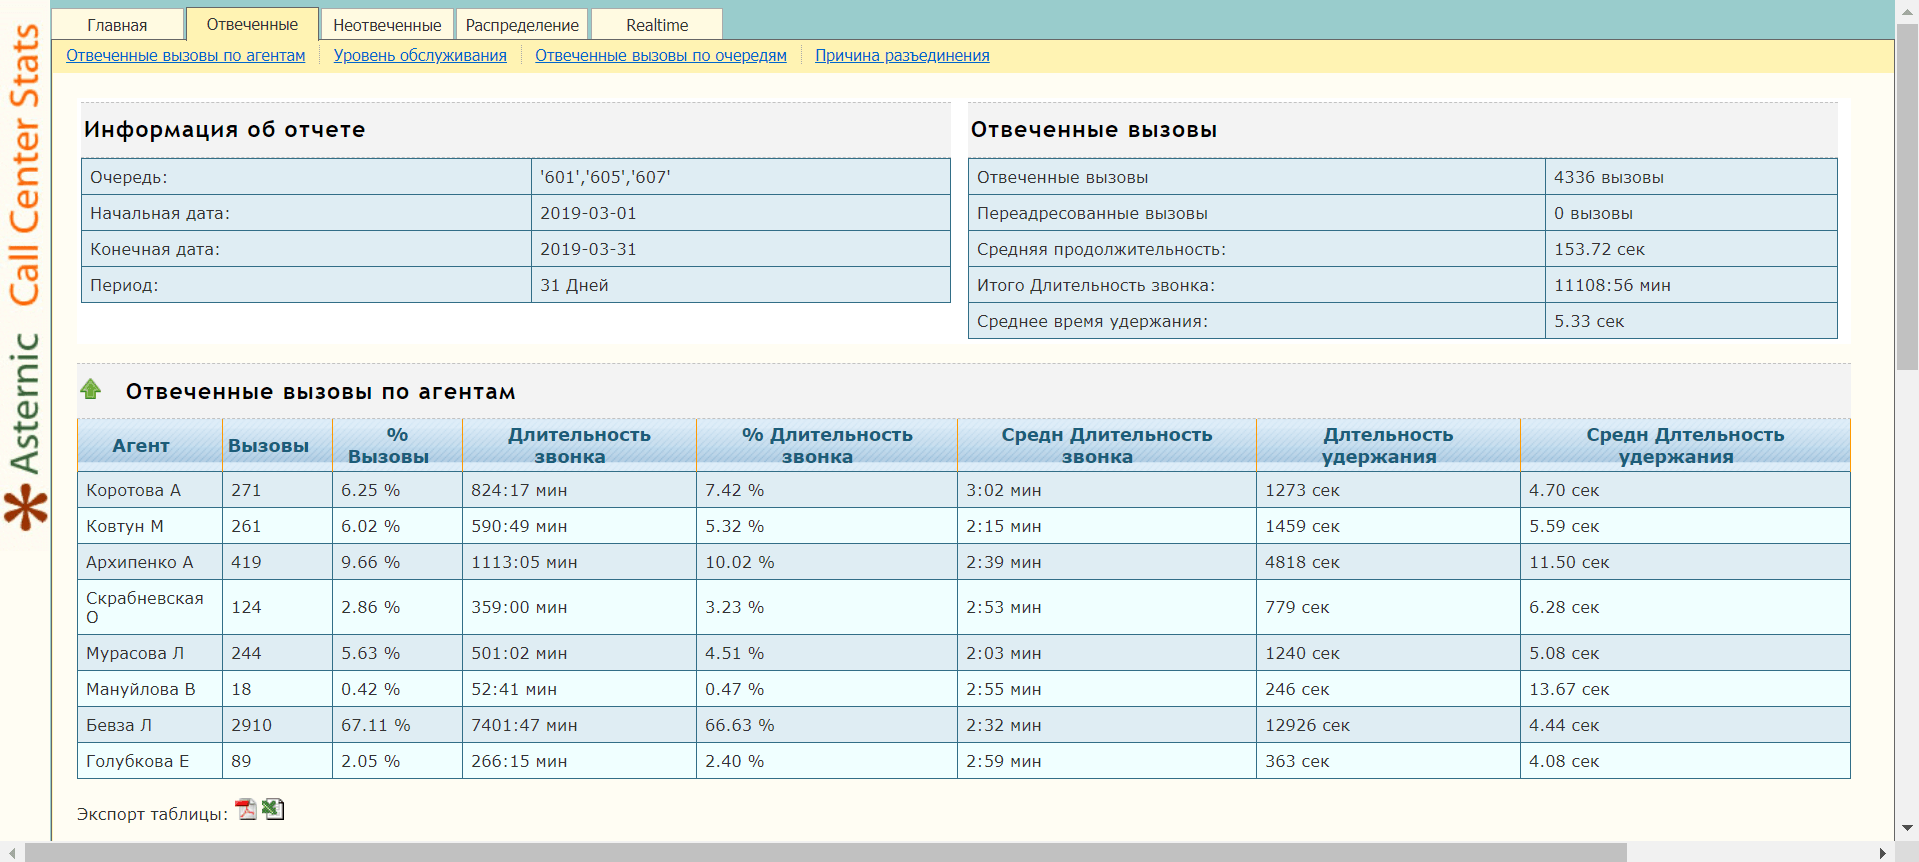 Asternic Call Center Stats
Главная
Отвеченные
Неотвеченные
Распределение
Realtime
Отвеченные вызовы по агентам
Уровень обслуживания
Отвеченные вызовы по очередям
Причина разъединения
Информация об отчете
Очередь: '601','605','607'
Начальная дата: 2019-03-01
Конечная дата: 2019-03-31
Период: 31 Дней
Отвеченные вызовы
Отвеченные вызовы 4336 вызовы
Переадресованные вызовы 0 вызовы
Средняя продолжительность: 153.72 сек
Итого Длительность звонка: 11108:56 мин
Среднее время удержания: 5.33 сек
Отвеченные вызовы по агентам
Агент Вызовы % Вызовы Длительность звонка % Длительность звонка Средн Длительность звонка Длтельность удержания Средн Длтельность удержания
Коротова А 271 6.25 % 824:17 мин 7.42 % 3:02 мин 1273 сек 4.70 сек
Ковтун М 261 6.02 % 590:49 мин 5.32 % 2:15 мин 1459 сек 5.59 сек
Архипенко А 419 9.66 % 1113:05 мин 10.02 % 2:39 мин 4818 сек 11.50 сек
Скрабневская О 124 2.86 % 359:00 мин 3.23 % 2:53 мин 779 сек 6.28 сек
Мурасова Л 244 5.63 % 501:02 мин 4.51 % 2:03 мин 1240 сек 5.08 сек
Мануйлова В 18 0.42 % 52:41 мин 0.47 % 2:55 мин 246 сек 13.67 сек
Бевза Л 2910 67.11 % 7401:47 мин 66.63 % 2:32 мин 12926 сек 4.44 сек
Голубкова Е 89 2.05 % 266:15 мин 2.40 % 2:59 мин 363 сек 4.08 сек
Экспорт таблицы: